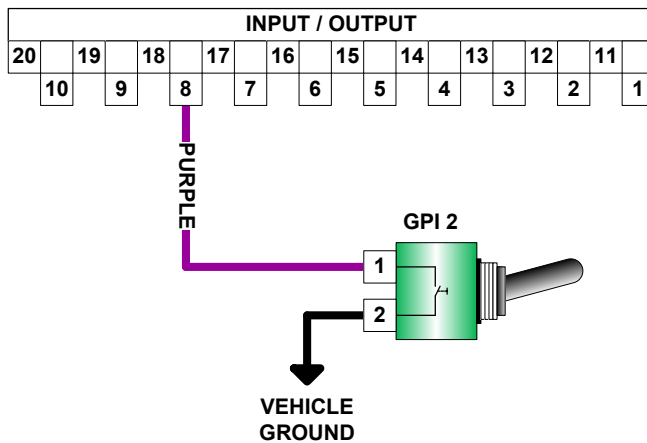 INPUT / OUTPUT
20 19 18 17 16 15 14 13 12 11
10 9 8 7 6 5 4 3 2 1
PURPLE
GPI 2
1
2
VEHICLE
GROUND